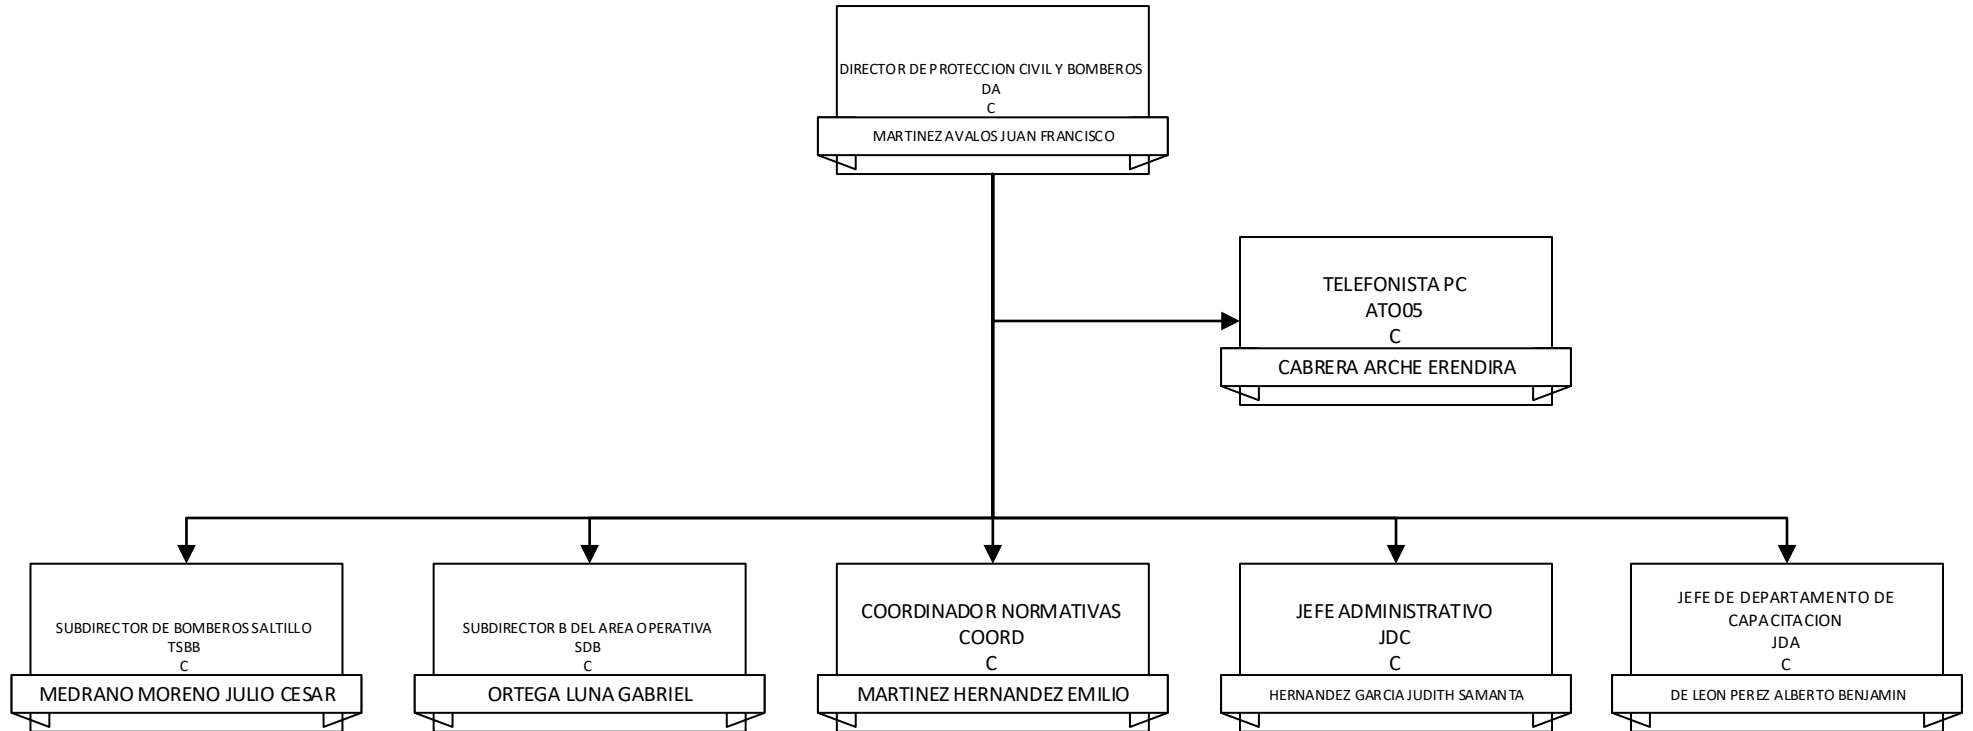 DIRECTOR DE PROTECCION CIVIL Y BOMBEROS
DA
C
MARTINEZ AVALOS JUAN FRANCISCO
TELEFONISTA PC
ATO05
C
CABRERA ARCHE ERENDIRA
SUBDIRECTOR DE BOMBEROS SALTILLO
TSBB
C
MEDRANO MORENO JULIO CESAR
SUBDIRECTOR B DEL AREA OPERATIVA
SDB
C
ORTEGA LUNA GABRIEL
COORDINADOR NORMATIVAS
COORD
C
MARTINEZ HERNANDEZ EMILIO
JEFE ADMINISTRATIVO
JDC
C
HERNANDEZ GARCIA JUDITH SAMANTA
JEFE DE DEPARTAMENTO DE
CAPACITACION
JDA
C
DE LEON PEREZ ALBERTO BENJAMIN